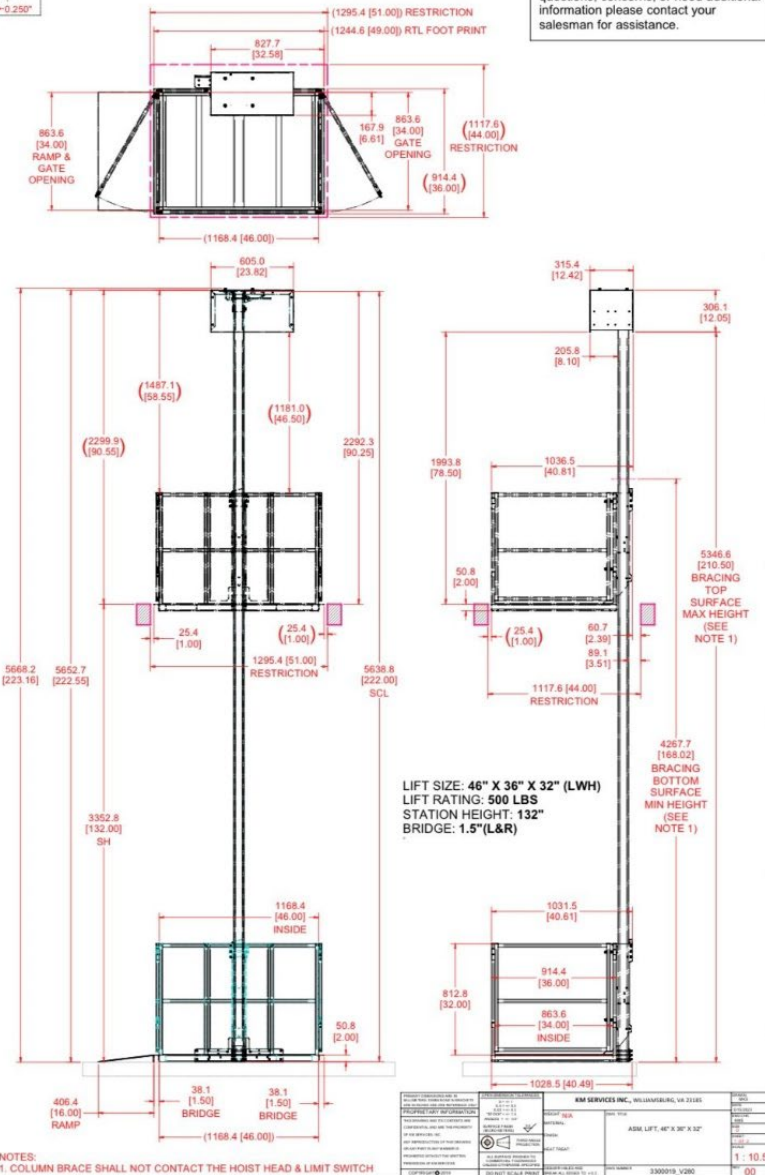 -0.250"
information please contact your
salesman for assistance.
(1295.4 [51.00]) RESTRICTION
(1244.6 [49.00]) RTL FOOT PRINT
827.7
[32.58]
863.6
[34.00]
RAMP &
GATE
OPENING
167.9
[6.61]
863.6
[34.00]
GATE
OPENING
(1117.6)
[44.00]
RESTRICTION
(914.4)
[36.00]
(1168.4 [46.00])
605.0
[23.82]
315.4
[12.42]
306.1
[12.05]
205.8
[8.10]
(1487.1)
[58.55]
(1181.0)
[46.50]
(2299.9)
[90.55]
2292.3
[90.25]
1993.8
[78.50]
1036.5
[40.81]
50.8
[2.00]
5346.6
[210.50]
BRACING
TOP
SURFACE
MAX HEIGHT
(SEE
NOTE 1)
25.4
[1.00]
(25.4)
[1.00]
1295.4 [51.00]
RESTRICTION
(25.4)
[1.00]
60.7
[2.39]
89.1
[3.51]
1117.6 [44.00]
RESTRICTION
5668.2
[223.16]
5652.7
[222.55]
5638.8
[222.00]
SCL
4267.7
[168.02]
BRACING
BOTTOM
SURFACE
MIN HEIGHT
(SEE
NOTE 1)
LIFT SIZE: 46" X 36" X 32" (LWH)
LIFT RATING: 500 LBS
STATION HEIGHT: 132"
BRIDGE: 1.5"(L&R)
3352.8
[132.00]
SH
1168.4
[46.00]
INSIDE
1031.5
[40.61]
914.4
[36.00]
812.8
[32.00]
863.6
[34.00]
INSIDE
50.8
[2.00]
406.4
[16.00]
RAMP
38.1
[1.50]
BRIDGE
38.1
[1.50]
BRIDGE
(1168.4 [46.00])
1028.5 [40.49]
KM SERVICES INC., WILLIAMSBURG, VA 23185
PROPRIETARY INFORMATION
N/A
ASM, LIFT, 46" X 36" X 32"
3300019_V280
1 : 10.5
00
DO NOT SCALE PRINT
NOTES:
1. COLUMN BRACE SHALL NOT CONTACT THE HOIST HEAD & LIMIT SWITCH